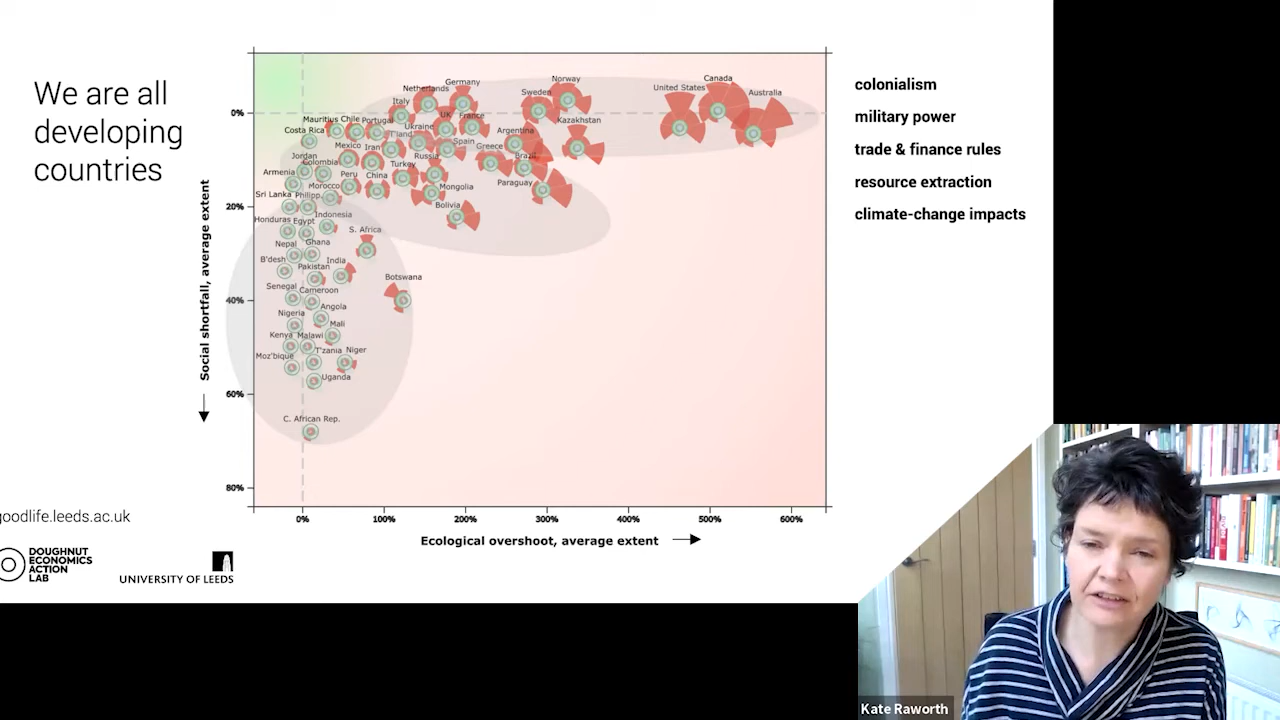 We are all
developing
countries
colonialism
military power
trade & finance rules
resource extraction
climate-change impacts
Social shortfall, average extent
0%
20%
40%
60%
80%
Norway
Canada
Germany
United States
Netherlands
Sweden
Australia
Italy
Mauritius Chile Portugal
UK France
Kazakhstan
Costa Rica
Ukraine
Argentina
T'land
Spain
Mexico Iran
Greece
Jordan
Russia
Brazil
Colombia
Turkey
Armenia
Peru
China
Paraguay
Morocco
Mongolia
Sri Lanka Philipp.
Bolivia
Honduras Egypt
Indonesia
S. Africa
Nepal
Ghana
B'desh
Pakistan
India
Botswana
Senegal
Cameroon
Angola
Nigeria
Mali
Kenya Malawi
Moz'bique
T'zania Niger
Uganda
C. African Rep.
0%
100%
200%
300%
400%
500%
600%
Ecological overshoot, average extent
goodlife.leeds.ac.uk
DOUGHNUT
ECONOMICS
ACTION
LAB
UNIVERSITY OF LEEDS
Kate Raworth